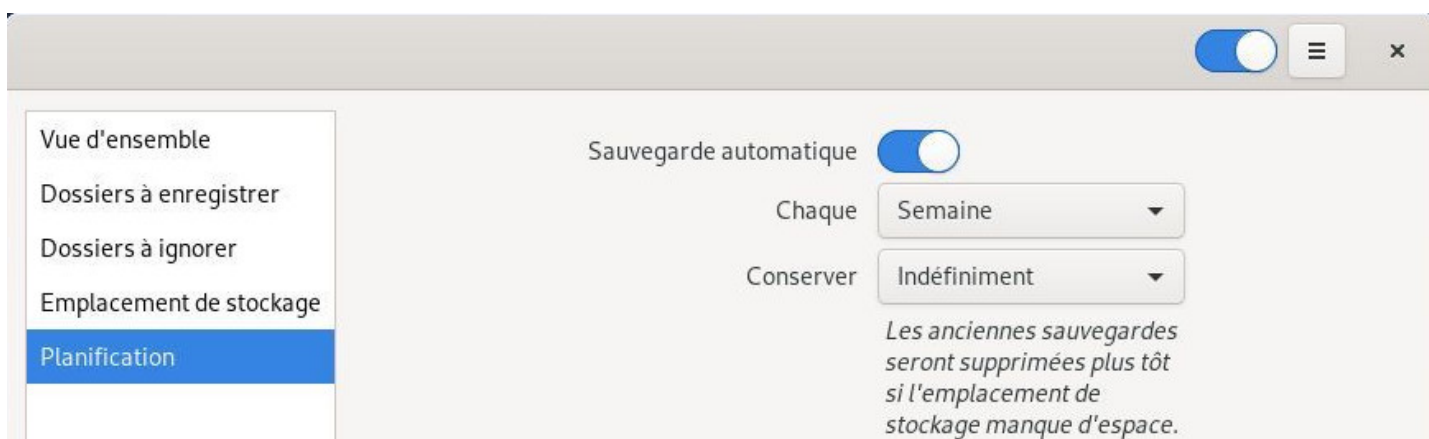 Vue d'ensemble
Dossiers à enregistrer
Dossiers à ignorer
Emplacement de stockage
Planification
Sauvegarde automatique
Chaque Semaine
Conserver Indéfiniment
Les anciennes sauvegardes
seront supprimées plus tôt
si l'emplacement de
stockage manque d'espace.